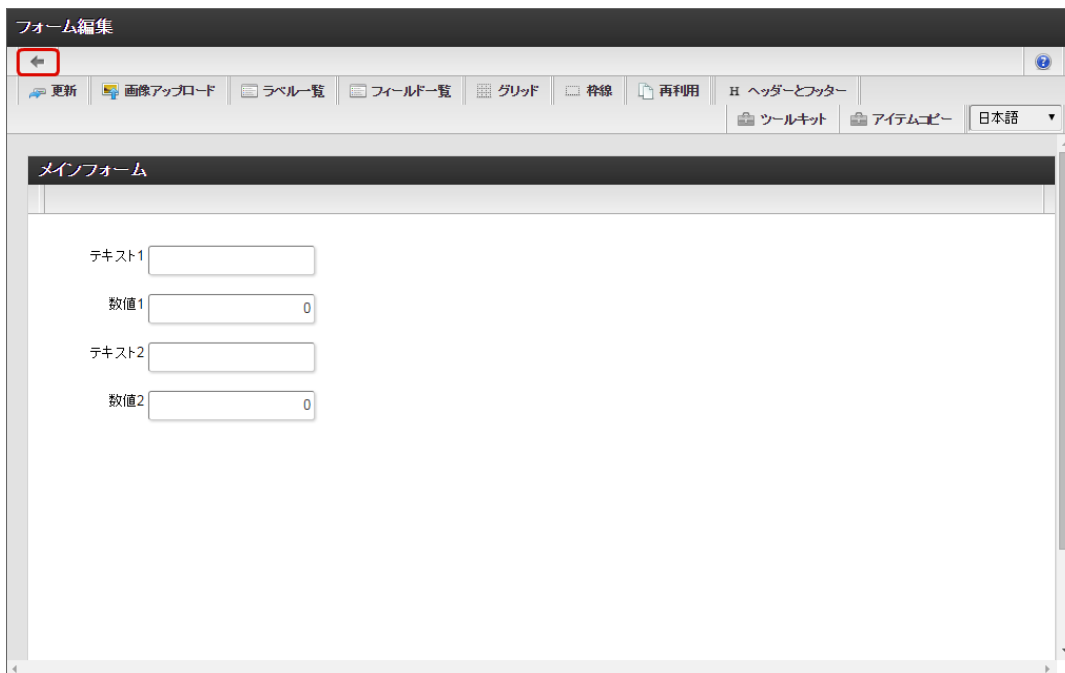 フォーム編集
更新 画像アップロード ラベル一覧 フィールド一覧 グリッド 枠線 再利用 H ヘッダーとフッター
ツールキット アイテムコピー 日本語
メインフォーム
テキスト1
数値1 0
テキスト2
数値2 0